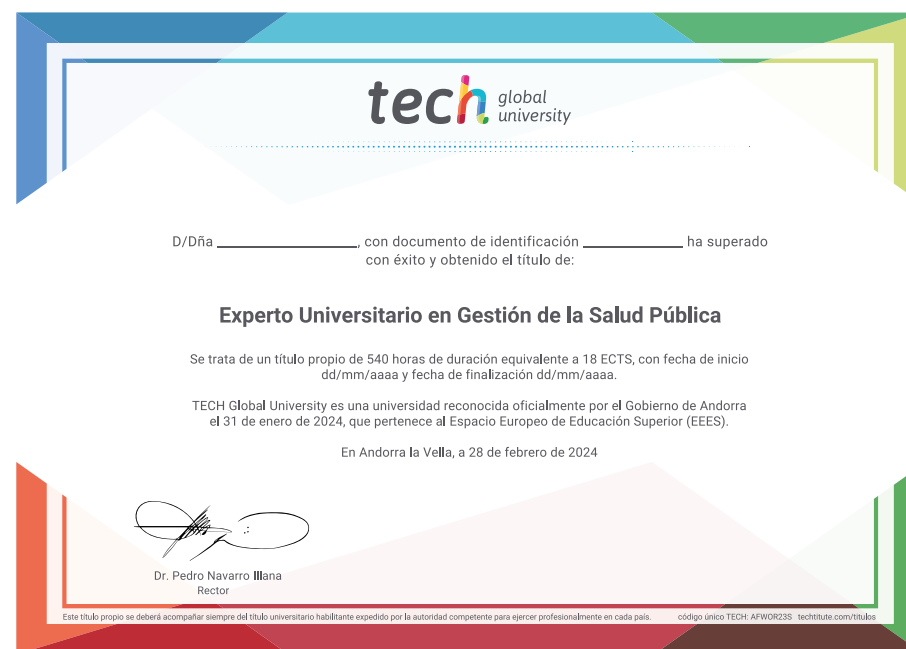 tech global university
D/Dña ____________________, con documento de identificación ______________ ha superado
con éxito y obtenido el título de:
Experto Universitario en Gestión de la Salud Pública
Se trata de un título propio de 540 horas de duración equivalente a 18 ECTS, con fecha de inicio
dd/mm/aaaa y fecha de finalización dd/mm/aaaa.
TECH Global University es una universidad reconocida oficialmente por el Gobierno de Andorra
el 31 de enero de 2024, que pertenece al Espacio Europeo de Educación Superior (EEES).
En Andorra la Vella, a 28 de febrero de 2024
Dr. Pedro Navarro Illana
Rector
Este título propio se deberá acompañar siempre del título universitario habilitante expedido por la autoridad competente para ejercer profesionalmente en cada país. código único TECH: AFWOR23S techtitute.com/titulos